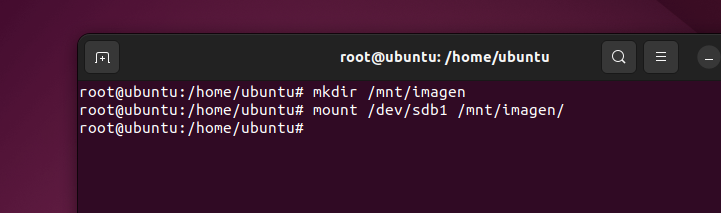 root@ubuntu: /home/ubuntu
root@ubuntu:/home/ubuntu# mkdir /mnt/imagen
root@ubuntu:/home/ubuntu# mount /dev/sdb1 /mnt/imagen/
root@ubuntu:/home/ubuntu#